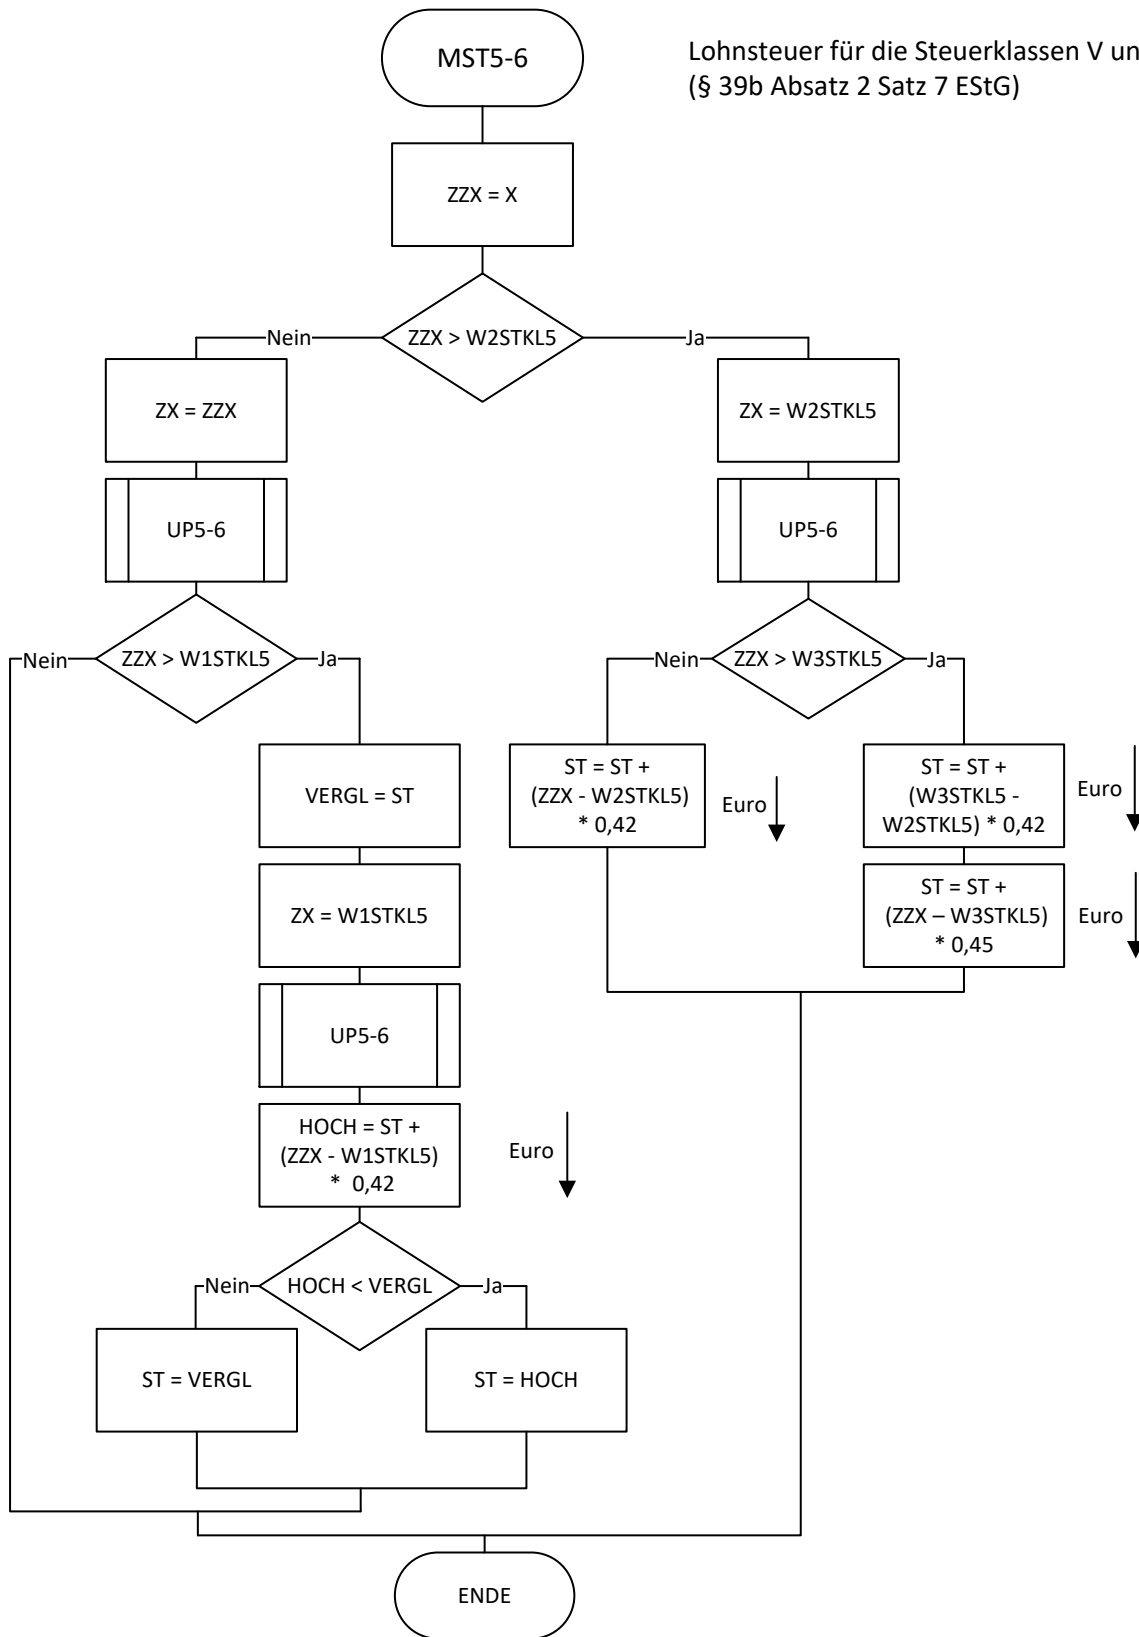 MST5-6
Lohnsteuer für die Steuerklassen V un
(§ 39b Absatz 2 Satz 7 EStG)
ZZX = X
ZZX > W2STKL5
Nein
Ja
ZX = ZZX
ZX = W2STKL5
UP5-6
UP5-6
Nein
ZZX > W1STKL5
Ja
Nein
ZZX > W3STKL5
Ja
VERGL = ST
ST = ST +
(ZZX - W2STKL5)
* 0,42
Euro
ST = ST +
(W3STKL5 -
W2STKL5) * 0,42
Euro
ZX = W1STKL5
ST = ST +
(ZZX – W3STKL5)
* 0,45
Euro
UP5-6
HOCH = ST +
(ZZX - W1STKL5)
* 0,42
Euro
Nein
HOCH < VERGL
Ja
ST = VERGL
ST = HOCH
ENDE